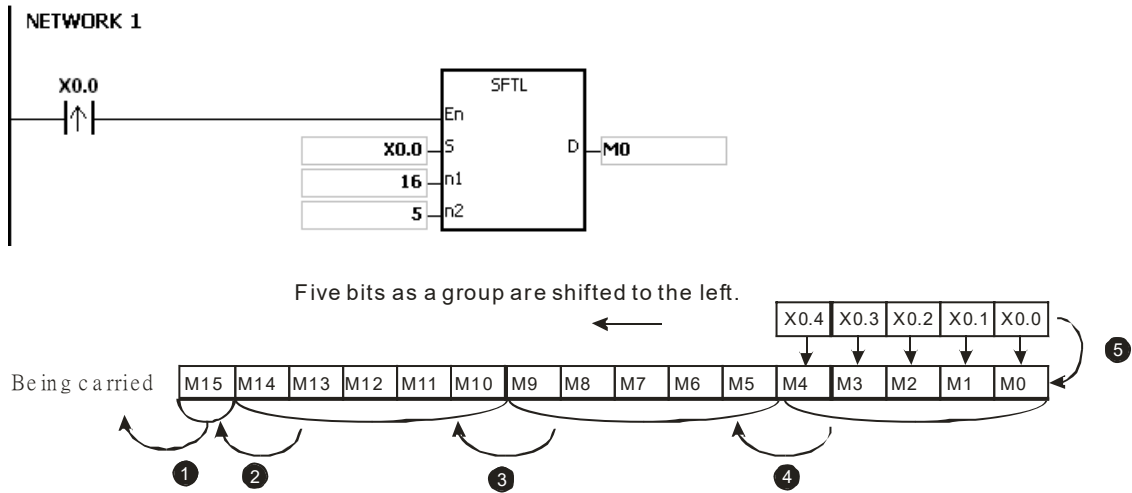 NETWORK 1
X0.0
SFTL
En
X0.0 S D M0
16 n1
5 n2
Five bits as a group are shifted to the left.
X0.4 X0.3 X0.2 X0.1 X0.0
5
Being carried M15 M14 M13 M12 M11 M10 M9 M8 M7 M6 M5 M4 M3 M2 M1 M0
1 2 3 4